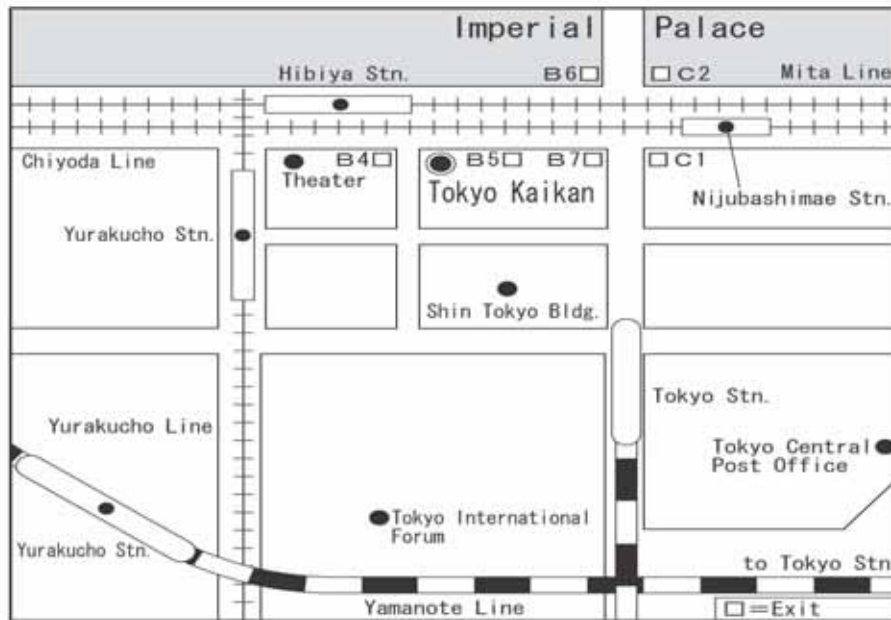 Imperial Palace
Hibiya Stn. B6□ □C2 Mita Line
Chiyoda Line
Theater
B4□
B5□ B7□
□C1
Tokyo Kaikan
Nijubashimae Stn.
Yurakucho Stn.
Shin Tokyo Bldg.
Tokyo Stn.
Yurakucho Line
Tokyo Central
Post Office
Tokyo International
Forum
Yurakucho Stn.
to Tokyo Stn
Yamanote Line
□=Exit